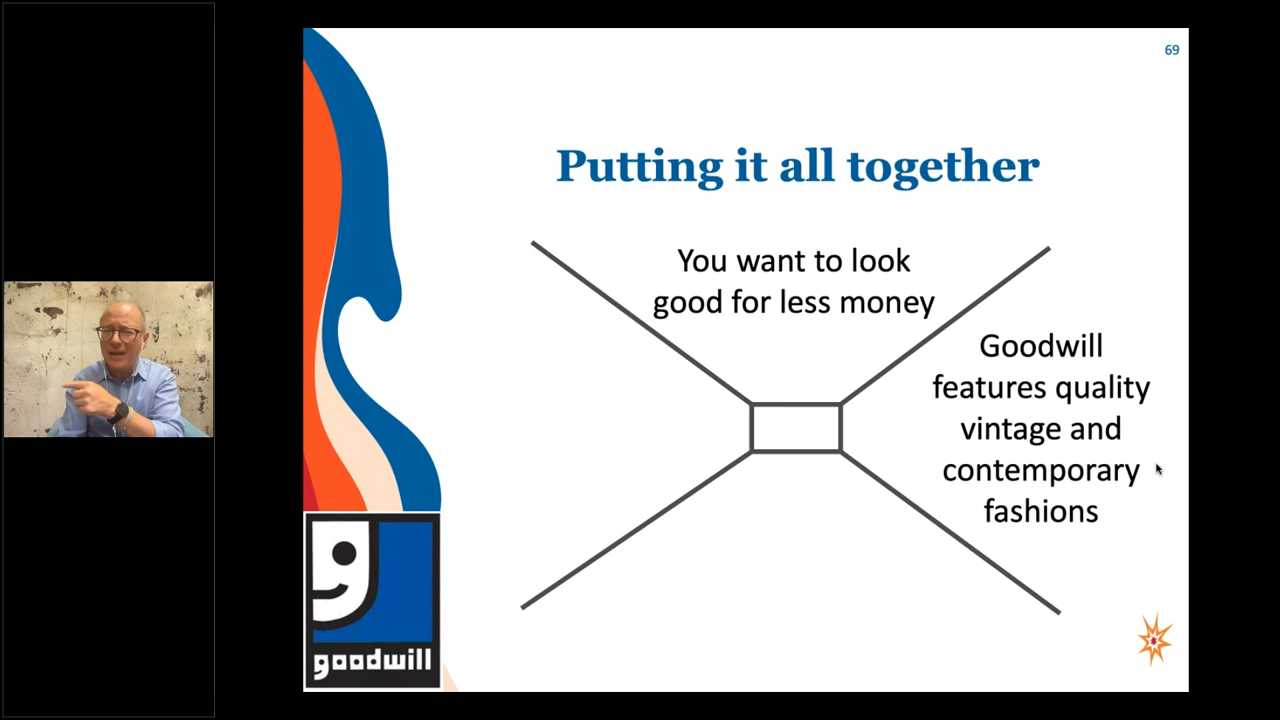 69
Putting it all together
You want to look
good for less money
Goodwill
features quality
vintage and
contemporary
fashions
goodwill